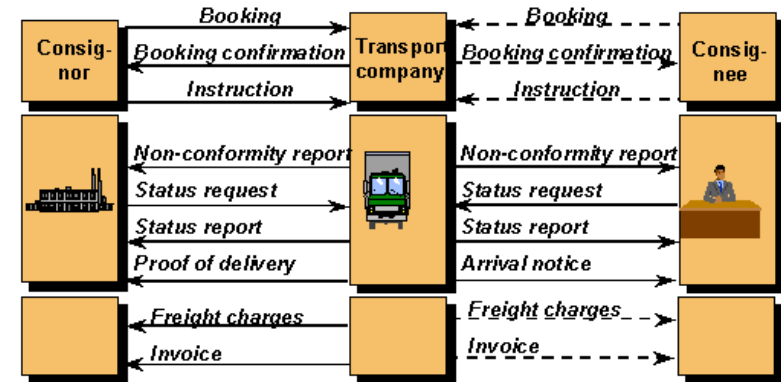 Booking
Booking
Consig-
nor
Transport
company
Consig-
nee
Booking confirmation
Booking confirmation
Instruction
Instruction
Non-conformity report
Non-conformity report
Status request
Status request
Status report
Status report
Proof of delivery
Arrival notice
Freight charges
Freight charges
Invoice
Invoice